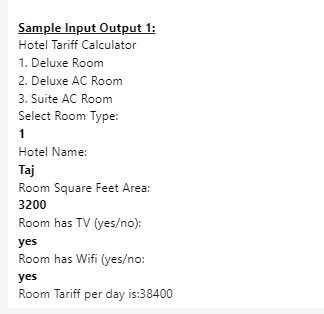 Sample Input Output 1:
Hotel Tariff Calculator
1. Deluxe Room
2. Deluxe AC Room
3. Suite AC Room
Select Room Type:
1
Hotel Name:
Taj
Room Square Feet Area:
3200
Room has TV (yes/no):
yes
Room has Wifi (yes/no:
yes
Room Tariff per day is:38400